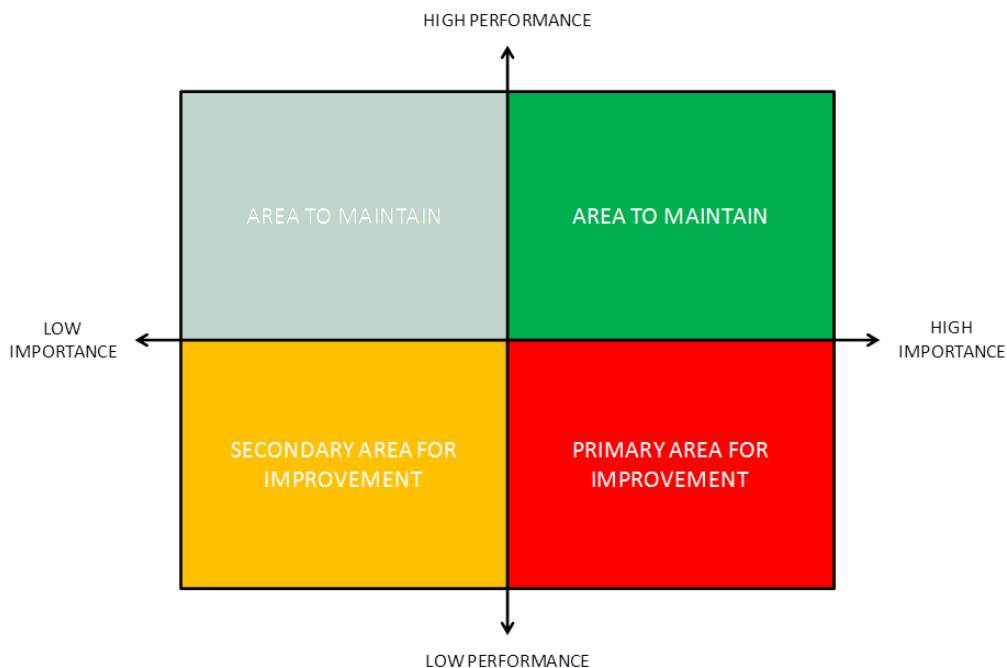 HIGH PERFORMANCE
AREA TO MAINTAIN
AREA TO MAINTAIN
LOW
IMPORTANCE
HIGH
IMPORTANCE
SECONDARY AREA FOR
IMPROVEMENT
PRIMARY AREA FOR
IMPROVEMENT
LOW PERFORMANCE